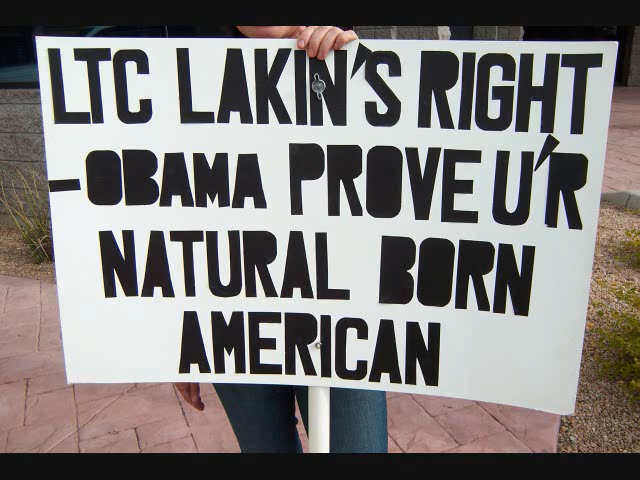 LTC LAKIN'S RIGHT
-OBAMA PROVE U'R
NATURAL BORN
AMERICAN